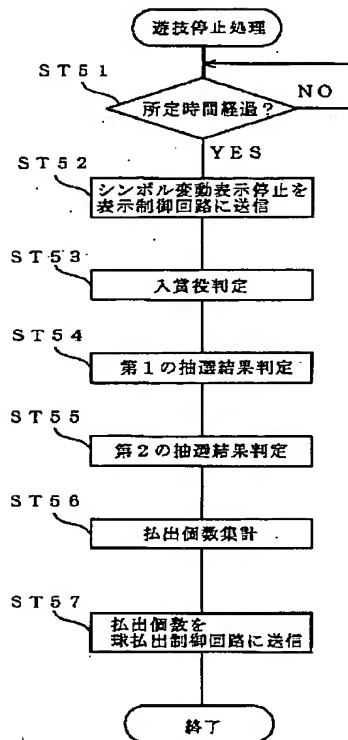 遊技停止処理
ST51
所定時間経過?
NO
YES
ST52
シンボル変動表示停止を
表示制御回路に送信
ST53
入賞役判定
ST54
第1の抽選結果判定
ST55
第2の抽選結果判定
ST56
払出個数集計
ST57
払出個数を
球払出制御回路に送信
終了